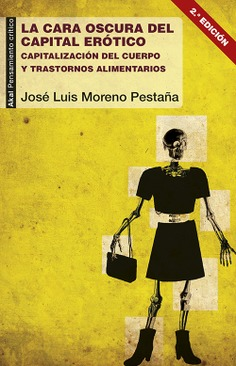 2.ª EDICIÓN
LA CARA OSCURA DEL
CAPITAL ERÓTICO
CAPITALIZACIÓN DEL CUERPO
Y TRASTORNOS ALIMENTARIOS
José Luis Moreno Pestaña
Akal Pensamiento crítico